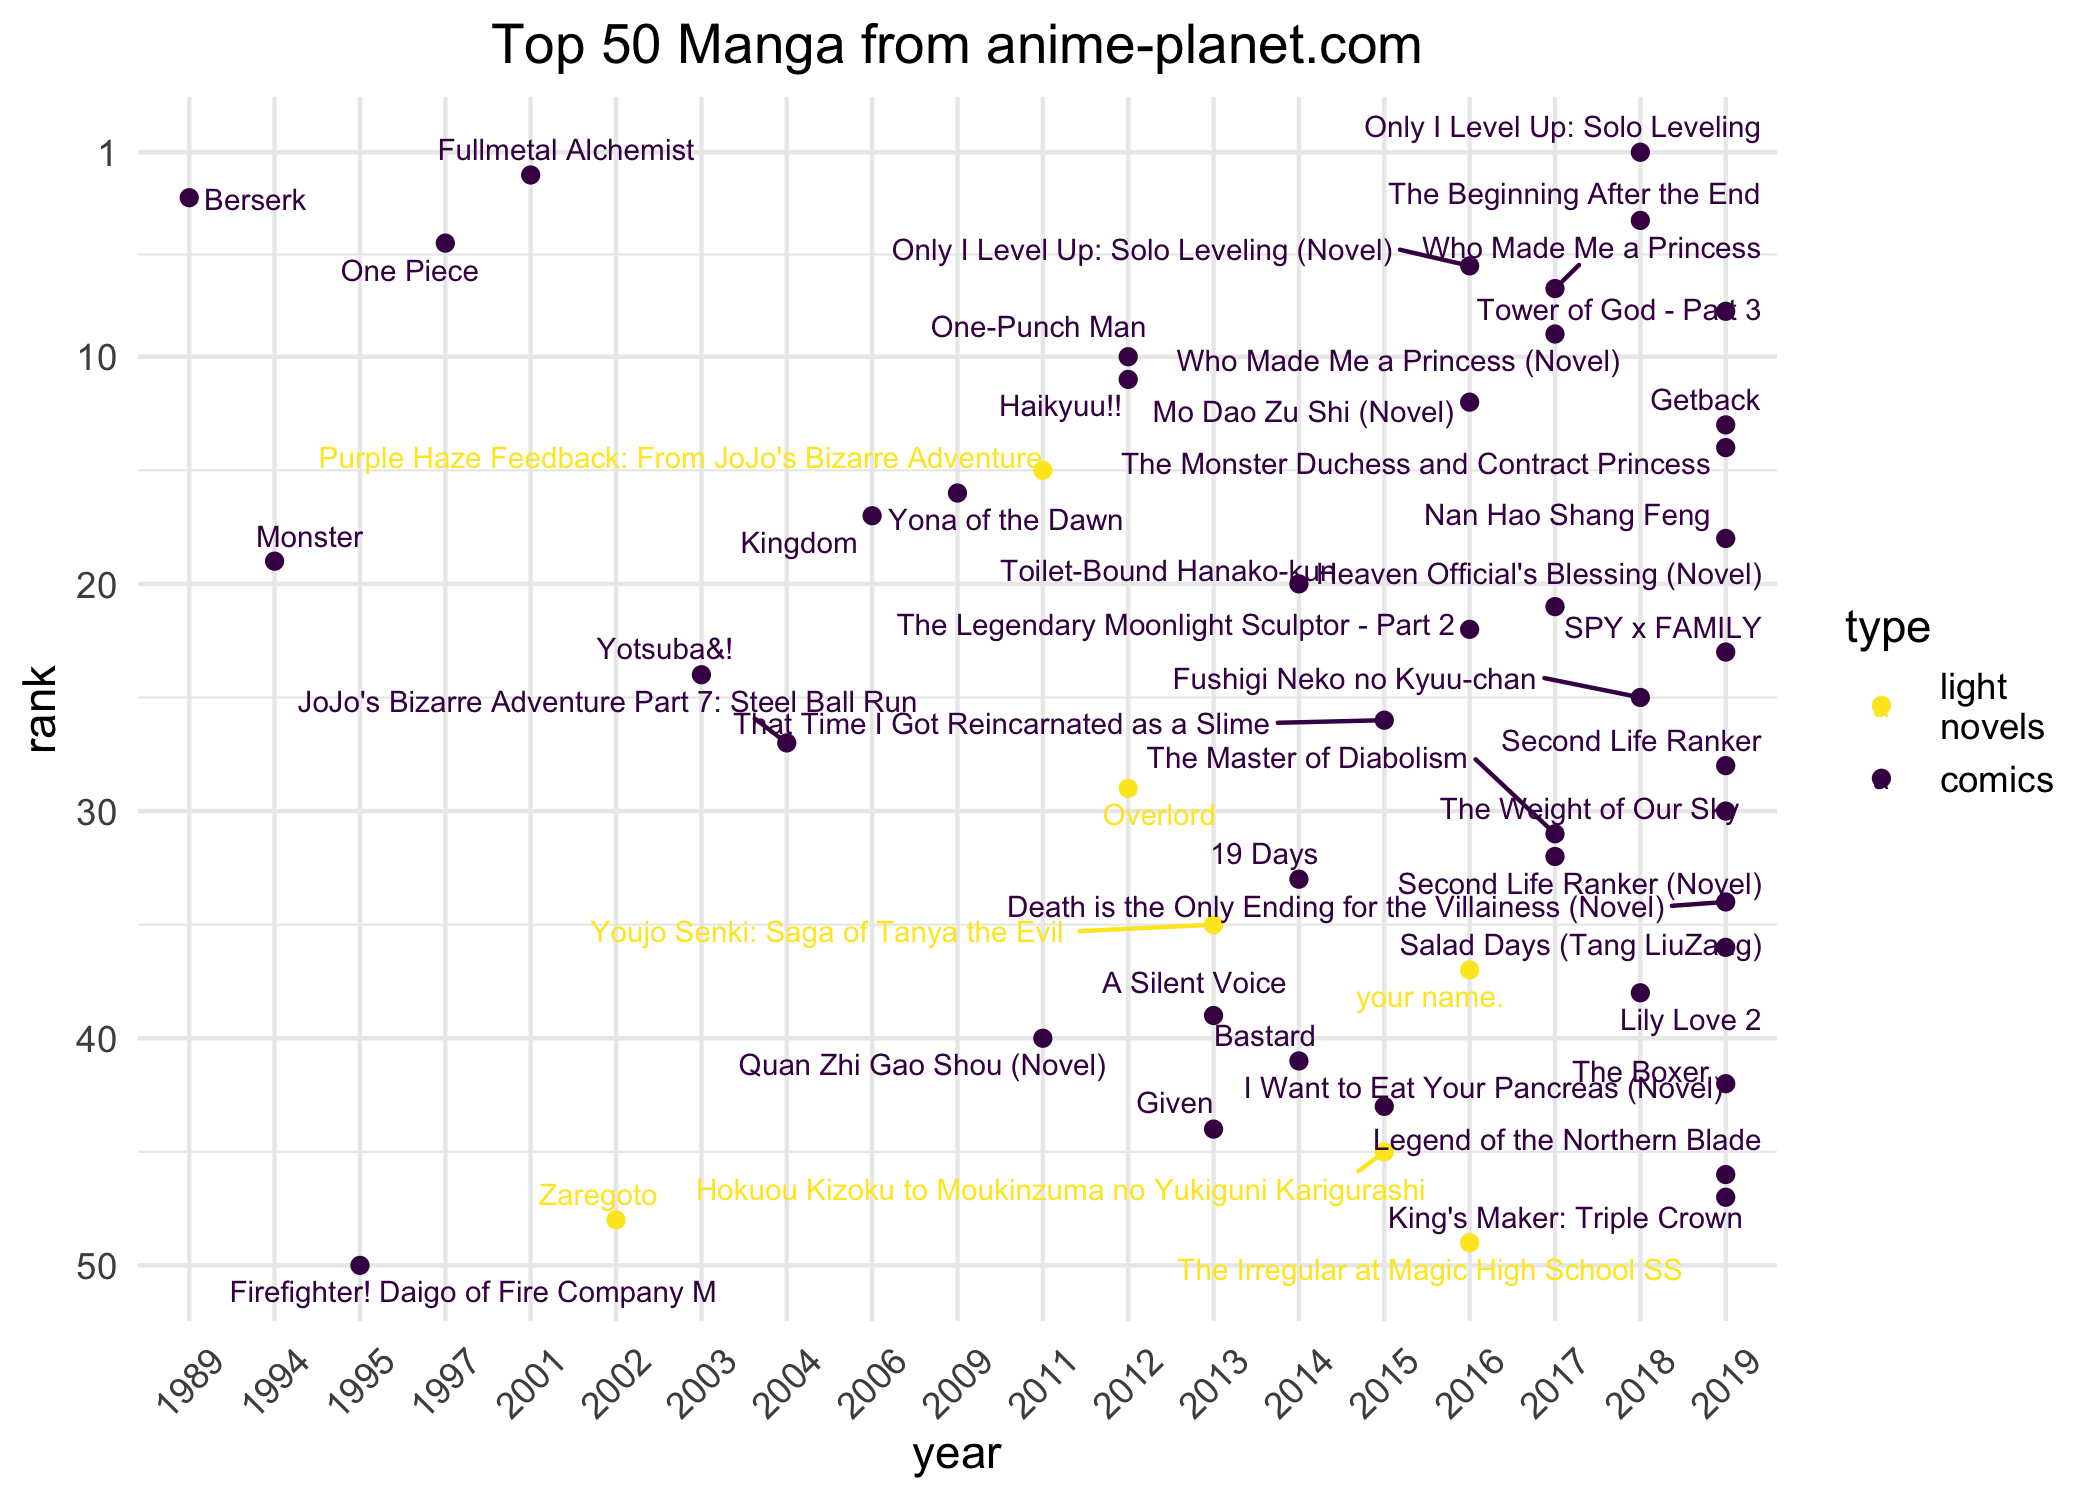 Top 50 Manga from anime-planet.com
rank
1
10
20
30
40
50
Only I Level Up: Solo Leveling
Fullmetal Alchemist
Berserk
The Beginning After the End
One Piece
Only I Level Up: Solo Leveling (Novel)
Who Made Me a Princess
Tower of God - Part 3
One-Punch Man
Who Made Me a Princess (Novel)
Haikyuu!!
Mo Dao Zu Shi (Novel)
Getback
Purple Haze Feedback: From JoJo's Bizarre Adventure
The Monster Duchess and Contract Princess
Yona of the Dawn
Nan Hao Shang Feng
Kingdom
Monster
Toilet-Bound Hanako-kun
Heaven Official's Blessing (Novel)
The Legendary Moonlight Sculptor - Part 2
SPY x FAMILY
Yotsuba&!
Fushigi Neko no Kyuu-chan
JoJo's Bizarre Adventure Part 7: Steel Ball Run
That Time I Got Reincarnated as a Slime
Second Life Ranker
The Master of Diabolism
Overlord
The Weight of Our Sky
19 Days
Second Life Ranker (Novel)
Death is the Only Ending for the Villainess (Novel)
Youjo Senki: Saga of Tanya the Evil
Salad Days (Tang LiuZang)
A Silent Voice
your name.
Lily Love 2
Bastard
Quan Zhi Gao Shou (Novel)
The Boxer
I Want to Eat Your Pancreas (Novel)
Given
Legend of the Northern Blade
Hokuou Kizoku to Moukinzuma no Yukiguni Karigurashi
Zaregoto
King's Maker: Triple Crown
The Irregular at Magic High School SS
Firefighter! Daigo of Fire Company M
1989
1994
1995
1997
2001
2002
2003
2004
2006
2009
2011
2012
2013
2014
2015
2016
2017
2018
2019
year
type
light
novels
comics